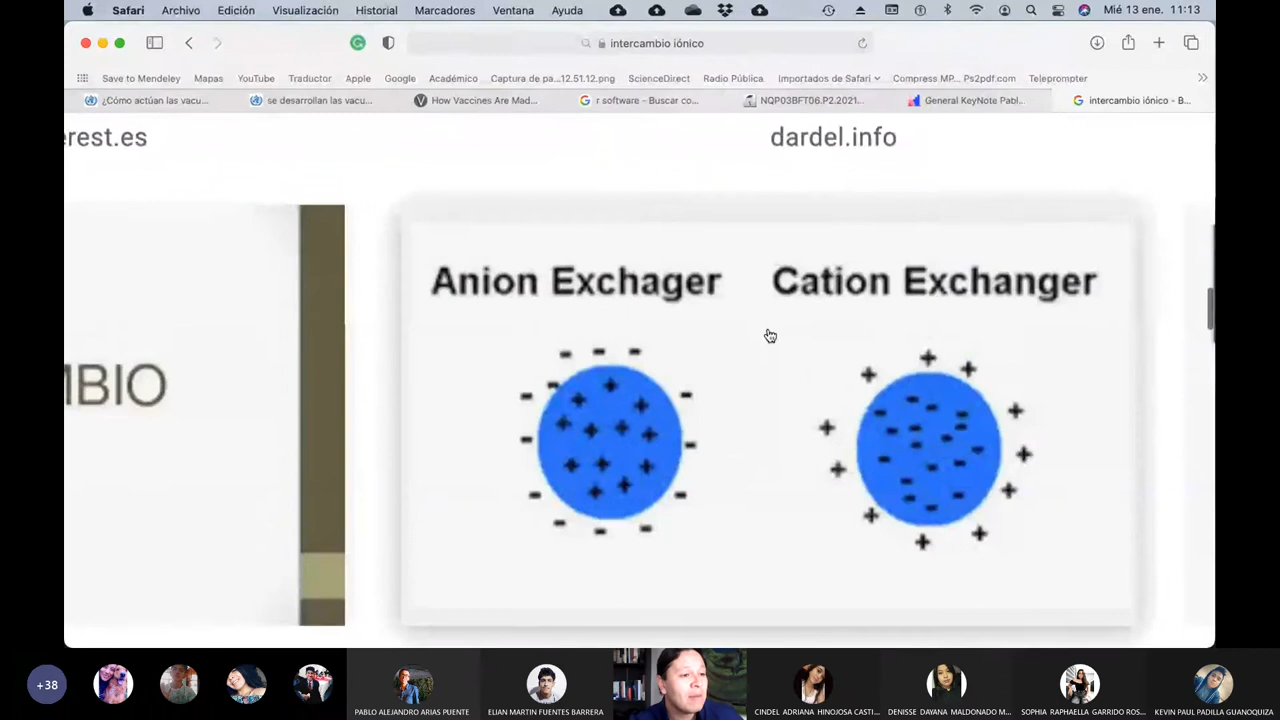 Safari Archivo Edición Visualización Historial Marcadores Ventana Ayuda Mié 13 ene. 11:13
intercambio iónico
Save to Mendeley Mapas YouTube Traductor Apple Google Académico Captura de pa...12.51.12.png ScienceDirect Radio Pública Importados de Safari Compress MP... Ps2pdf.com Teleprompter
¿Cómo actúan las vacu... se desarrollan las vacu... How Vaccines Are Mad... r software - Buscar co... NQP03BFT06.P2.2021... General KeyNote Pabl... intercambio iónico - B...
erest.es dardel.info
Anion Exchager Cation Exchanger
MBIO
+38 PABLO ALEJANDRO ARIAS PUENTE ELIAN MARTIN FUENTES BARRERA CINDEL ADRIANA HINOJOSA CASTI... DENISSE DAYANA MALDONADO M... SOPHIA RAPHAELLA GARRIDO ROS... KEVIN PAUL PADILLA GUANOQUIZA